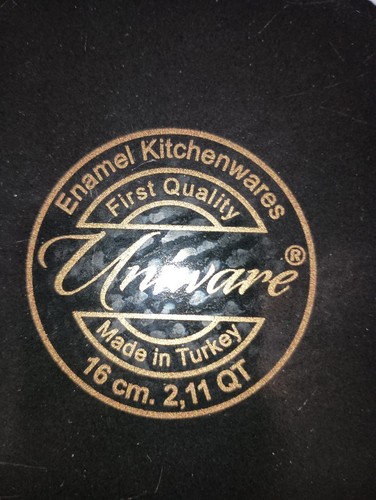 Enamel Kitchenwares
First Quality
Uniware®
Made in Turkey
16 cm. 2,11 QT